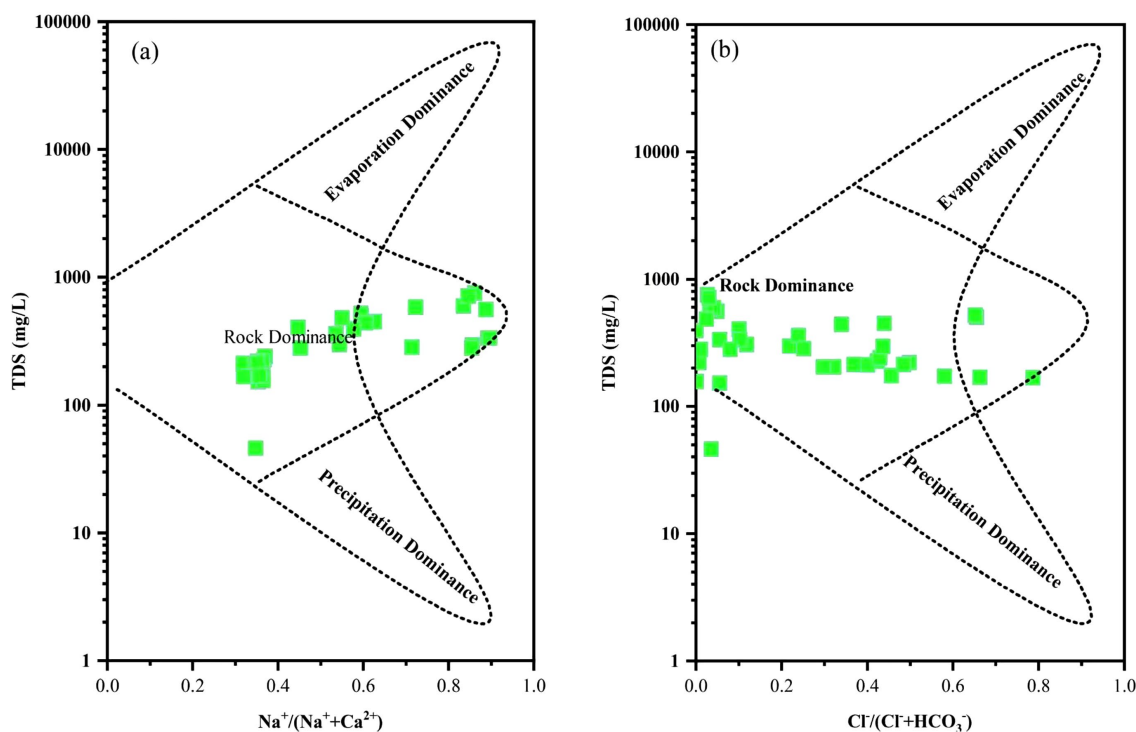 (a)
100000
10000
1000
100
10
1
TDS (mg/L)
Evaporation Dominance
Rock Dominance
Precipitation Dominance
0.0 0.2 0.4 0.6 0.8 1.0
Na⁺/(Na⁺+Ca²⁺)
(b)
100000
10000
1000
100
10
1
TDS (mg/L)
Evaporation Dominance
Rock Dominance
Precipitation Dominance
0.0 0.2 0.4 0.6 0.8 1.0
Cl⁻/(Cl⁻+HCO₃⁻)